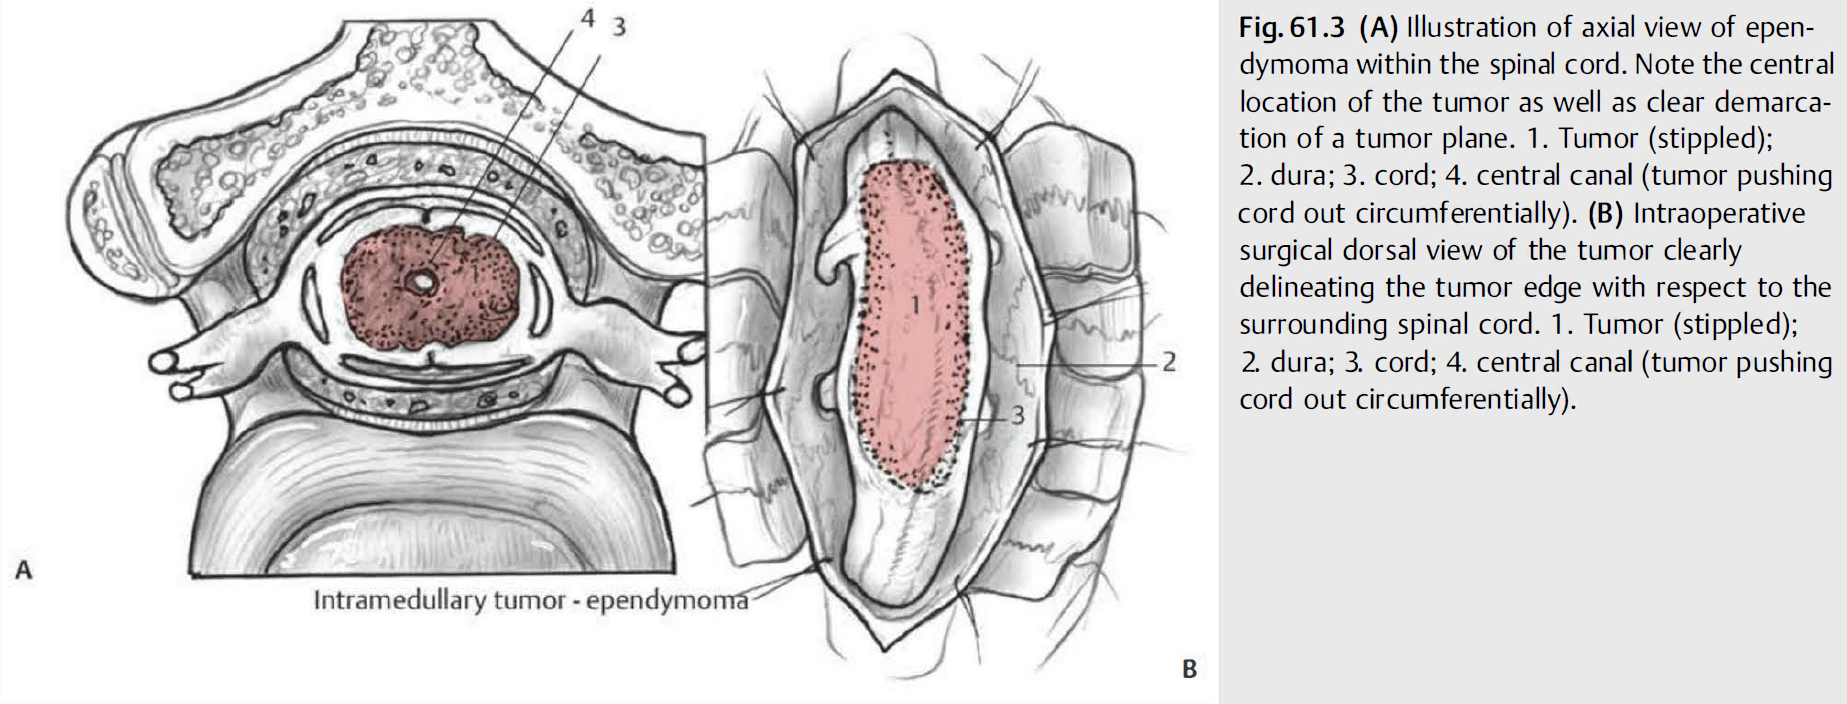 4 3
1
A
Intramedullary tumor - ependymoma
1
2
3
B
Fig. 61.3 (A) Illustration of axial view of epen-
dymoma within the spinal cord. Note the central
location of the tumor as well as clear demarca-
tion of a tumor plane. 1. Tumor (stippled);
2. dura; 3. cord; 4. central canal (tumor pushing
cord out circumferentially). (B) Intraoperative
surgical dorsal view of the tumor clearly
delineating the tumor edge with respect to the
surrounding spinal cord. 1. Tumor (stippled);
2. dura; 3. cord; 4. central canal (tumor pushing
cord out circumferentially).